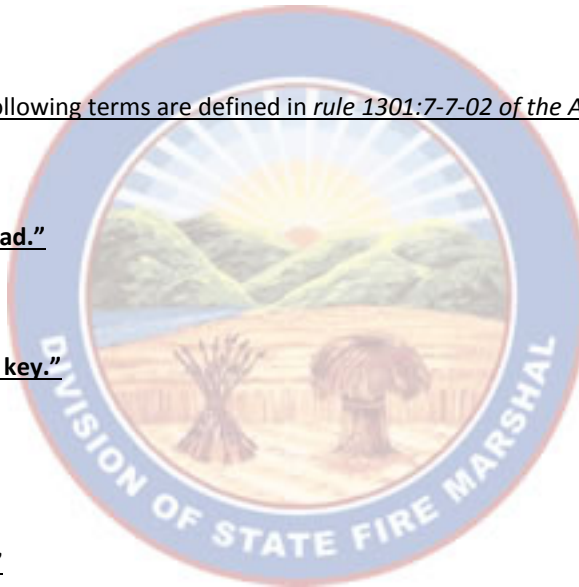 ollowing terms are defined in rule 1301:7-7-02 of the A
ad.”
key.”
”
DIVISION OF STATE FIRE MARSHAL